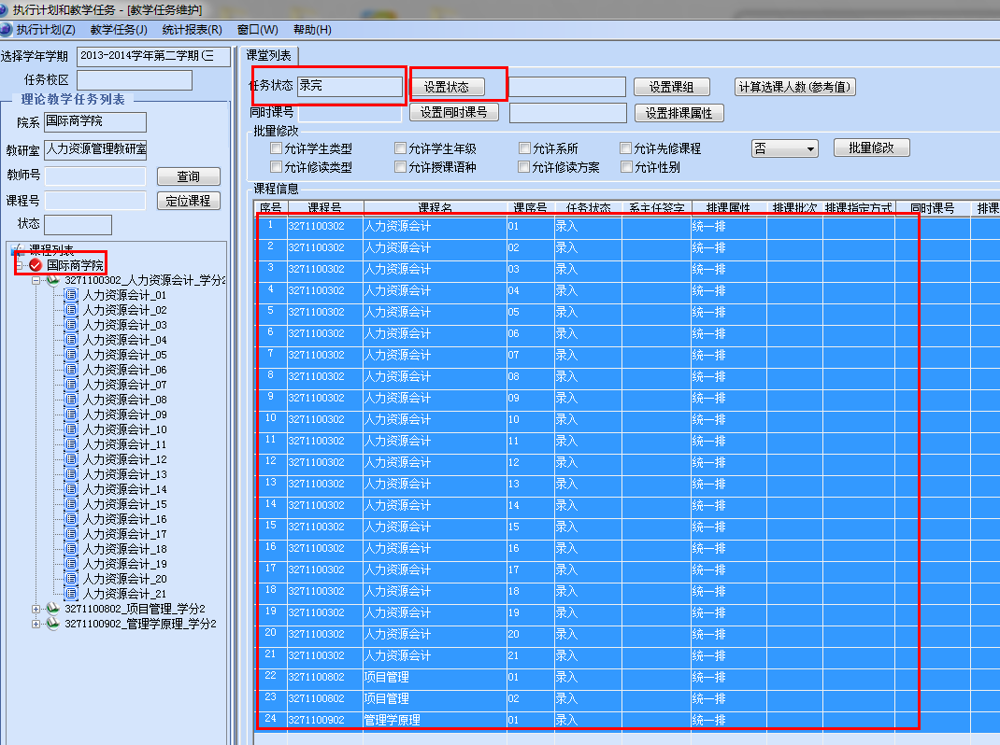 执行计划和教学任务 - [教学任务维护]
执行计划(Z) 教学任务(J) 统计报表(R) 窗口(W) 帮助(H)
选择学年学期 2013-2014学年第二学期(三
任务校区
理论教学任务列表
院系 国际商学院
教研室 人力资源管理教研室
教师号 查询
课程号 定位课程
状态
课程列表
国际商学院
3271100302_人力资源会计_学分2
人力资源会计_01
人力资源会计_02
人力资源会计_03
人力资源会计_04
人力资源会计_05
人力资源会计_06
人力资源会计_07
人力资源会计_08
人力资源会计_09
人力资源会计_10
人力资源会计_11
人力资源会计_12
人力资源会计_13
人力资源会计_14
人力资源会计_15
人力资源会计_16
人力资源会计_17
人力资源会计_18
人力资源会计_19
人力资源会计_20
人力资源会计_21
3271100802_项目管理_学分2
3271100902_管理学原理_学分2
课堂列表
任务状态 录完 设置状态 设置课组 计算选课人数(参考值)
同时课号 设置同时课号 设置排课属性
批量修改
允许学生类型 允许学生年级 允许系所 允许先修课程 否 批量修改
允许修读类型 允许授课语种 允许修读方案 允许性别
课程信息
序号 课程号 课程名 课序号 任务状态 系主任签字 排课属性 排课批次 排课指定方式 同时课号 排课
1 3271100302 人力资源会计 01 录入 统一排
2 3271100302 人力资源会计 02 录入 统一排
3 3271100302 人力资源会计 03 录入 统一排
4 3271100302 人力资源会计 04 录入 统一排
5 3271100302 人力资源会计 05 录入 统一排
6 3271100302 人力资源会计 06 录入 统一排
7 3271100302 人力资源会计 07 录入 统一排
8 3271100302 人力资源会计 08 录入 统一排
9 3271100302 人力资源会计 09 录入 统一排
10 3271100302 人力资源会计 10 录入 统一排
11 3271100302 人力资源会计 11 录入 统一排
12 3271100302 人力资源会计 12 录入 统一排
13 3271100302 人力资源会计 13 录入 统一排
14 3271100302 人力资源会计 14 录入 统一排
15 3271100302 人力资源会计 15 录入 统一排
16 3271100302 人力资源会计 16 录入 统一排
17 3271100302 人力资源会计 17 录入 统一排
18 3271100302 人力资源会计 18 录入 统一排
19 3271100302 人力资源会计 19 录入 统一排
20 3271100302 人力资源会计 20 录入 统一排
21 3271100302 人力资源会计 21 录入 统一排
22 3271100802 项目管理 01 录入 统一排
23 3271100802 项目管理 02 录入 统一排
24 3271100902 管理学原理 01 录入 统一排